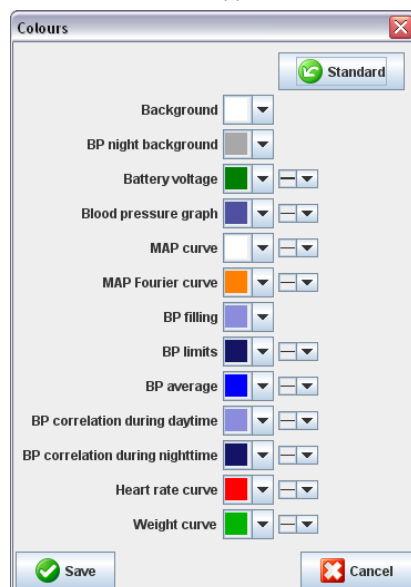 Colours
Standard
Background
BP night background
Battery voltage
Blood pressure graph
MAP curve
MAP Fourier curve
BP filling
BP limits
BP average
BP correlation during daytime
BP correlation during nighttime
Heart rate curve
Weight curve
Save
Cancel